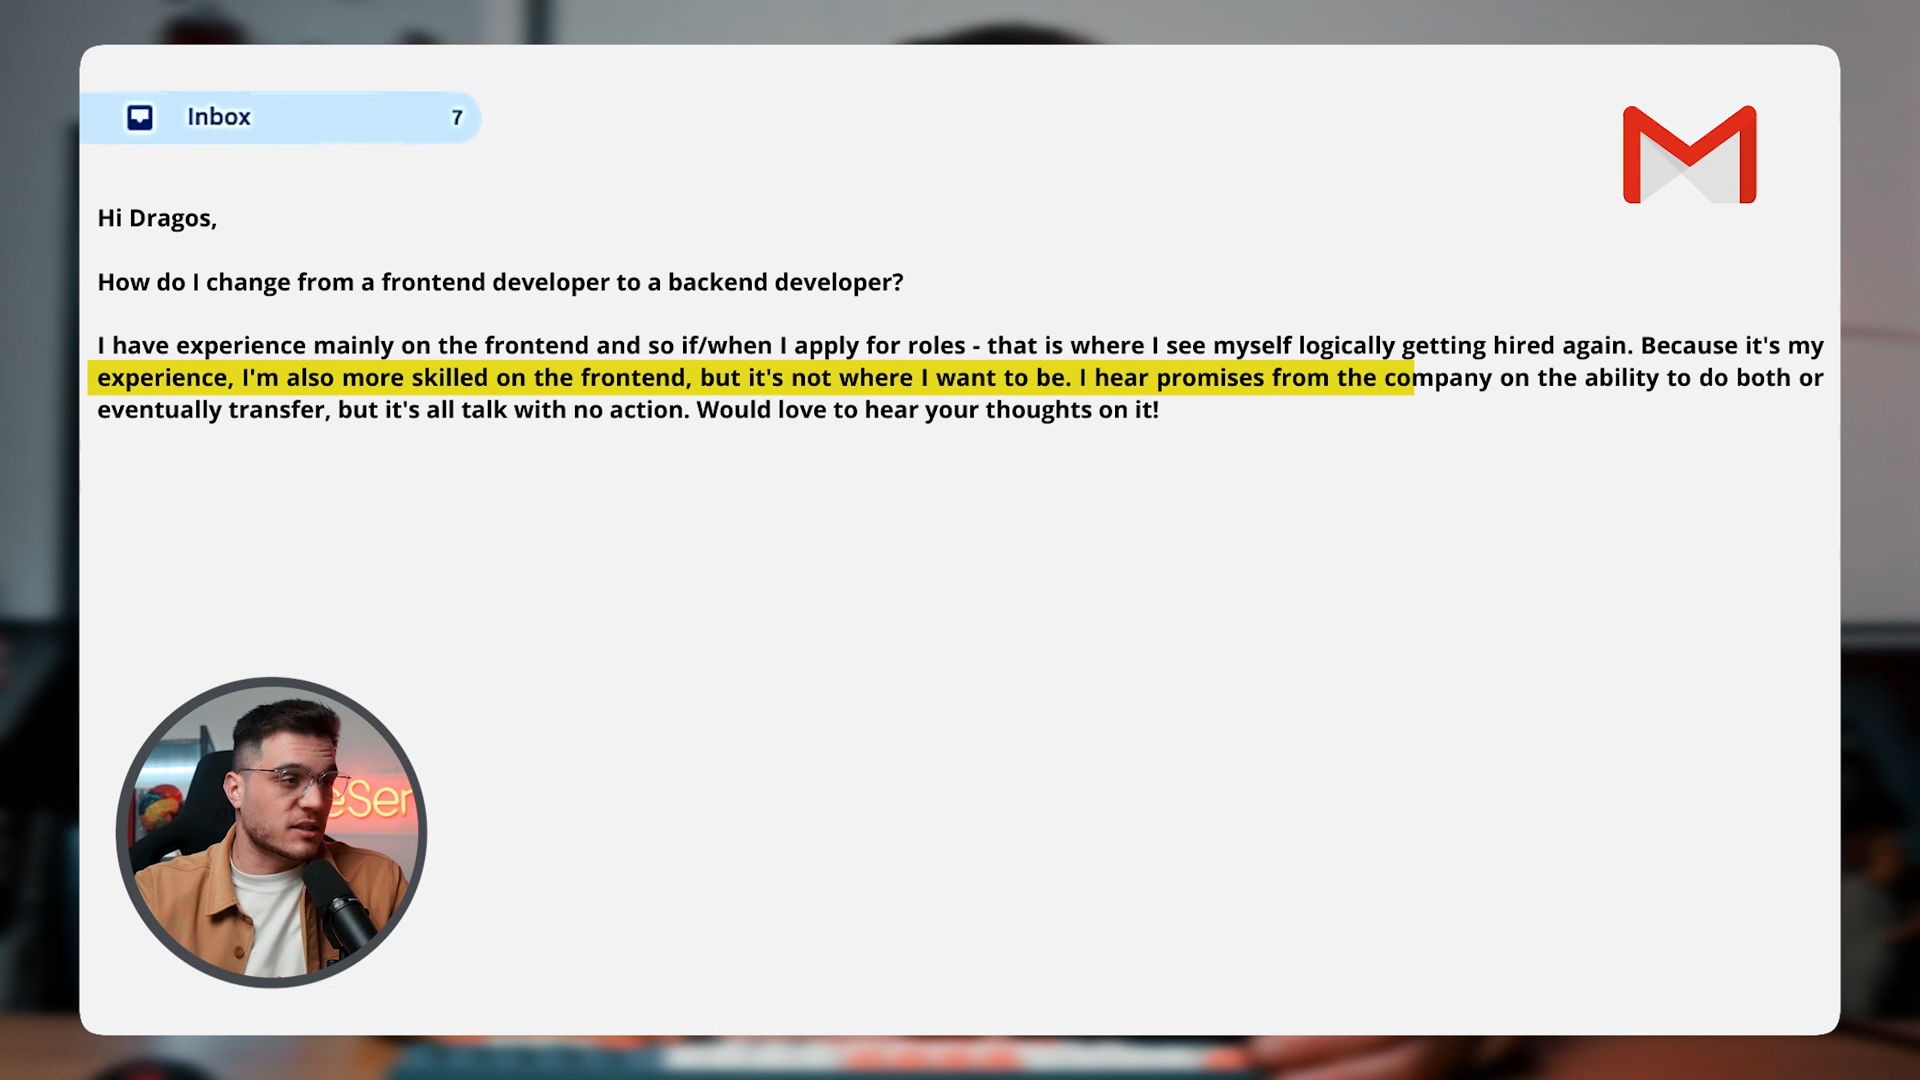 Inbox 7
Hi Dragos,
How do I change from a frontend developer to a backend developer?
I have experience mainly on the frontend and so if/when I apply for roles - that is where I see myself logically getting hired again. Because it's my
experience, I'm also more skilled on the frontend, but it's not where I want to be. I hear promises from the company on the ability to do both or
eventually transfer, but it's all talk with no action. Would love to hear your thoughts on it!
eSer